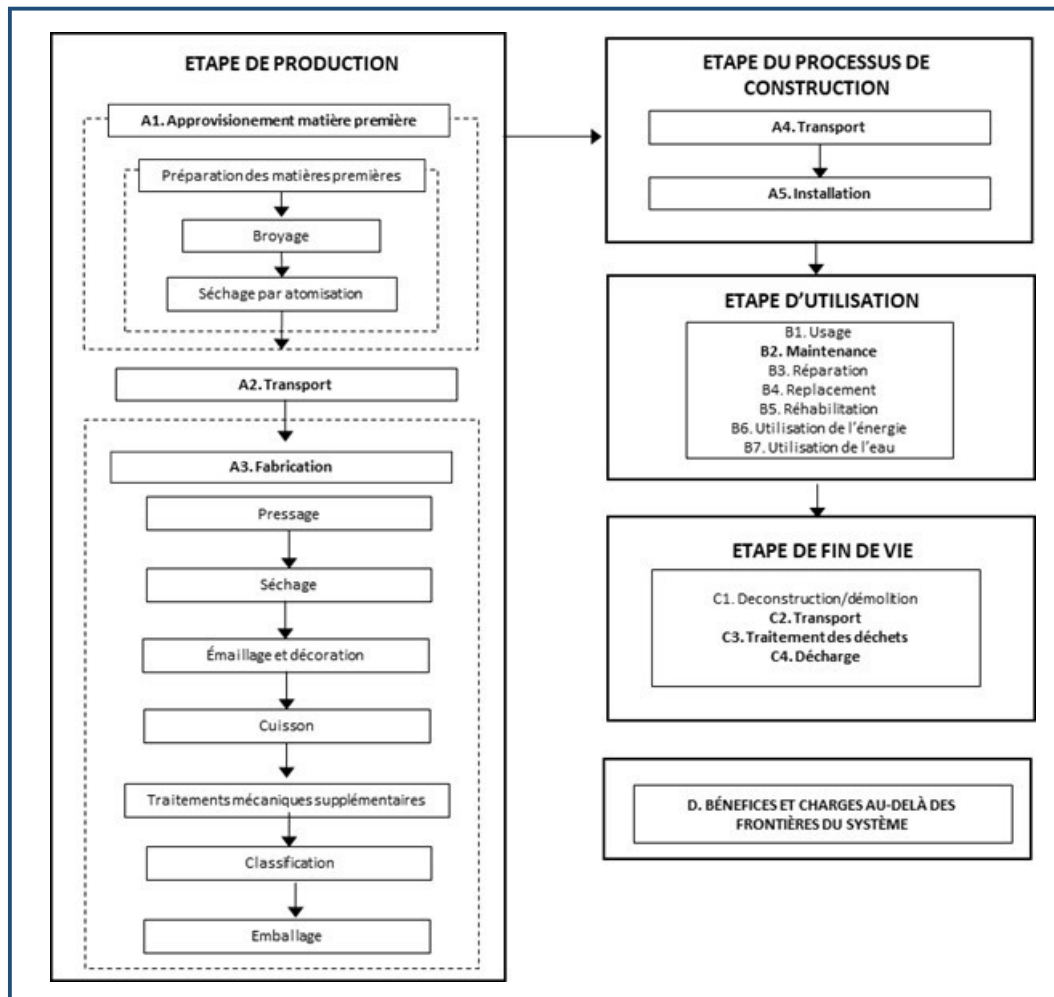 ETAPE DE PRODUCTION
A1. Approvisionement matière première
Préparation des matières premières
Broyage
Séchage par atomisation
A2. Transport
A3. Fabrication
Pressage
Séchage
Émaillage et décoration
Cuisson
Traitements mécaniques supplémentaires
Classification
Emballage
ETAPE DU PROCESSUS DE
CONSTRUCTION
A4. Transport
A5. Installation
ETAPE D'UTILISATION
B1. Usage
B2. Maintenance
B3. Réparation
B4. Replacement
B5. Réhabilitation
B6. Utilisation de l'énergie
B7. Utilisation de l'eau
ETAPE DE FIN DE VIE
C1. Deconstruction/démolition
C2. Transport
C3. Traitement des déchets
C4. Décharge
D. BÉNEFICES ET CHARGES AU-DELÀ DES
FRONTIÈRES DU SYSTÈME